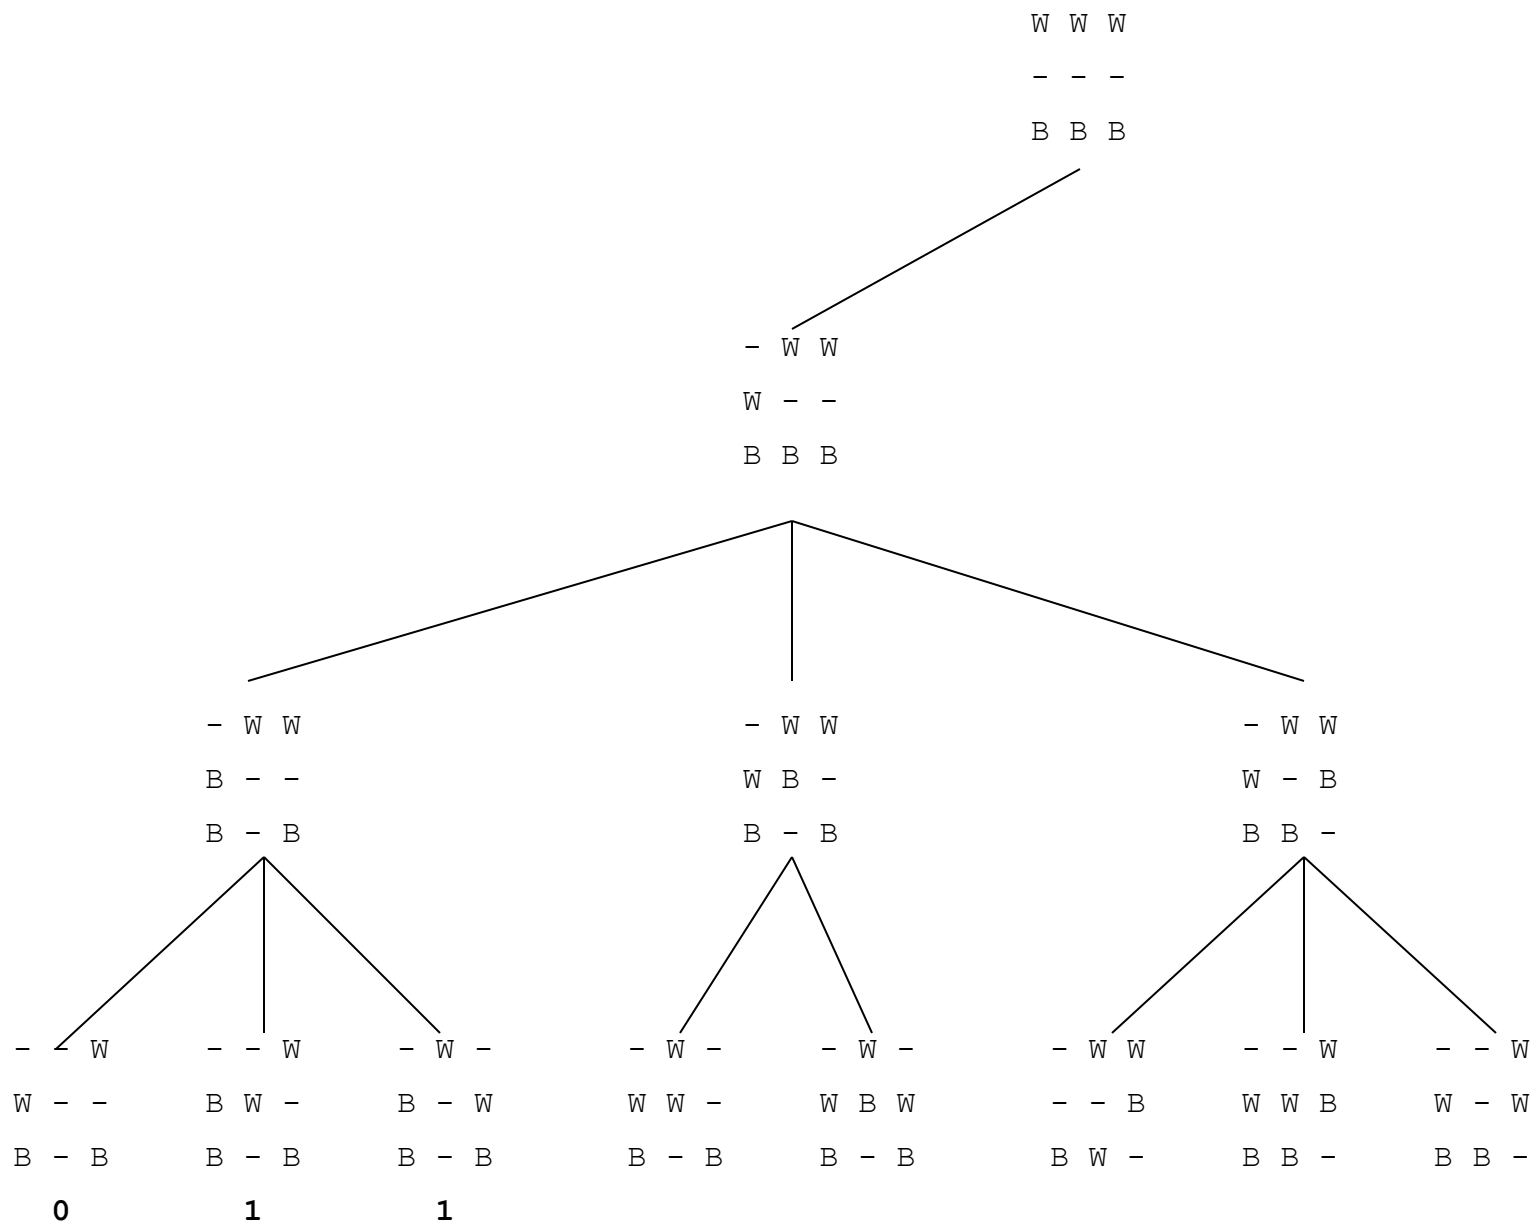 W W W
- - -
B B B
- W W
W - -
B B B
- W W - W W - W W
B - - W B - W - B
B - B B - B B B -
- - W - - W - W - - W - - W - - W W - - W - - W
W - - B W - B - W W W - W B W - - B W W B W - W
B - B B - B B - B B - B B - B B W - B B - B B -
0 1 1